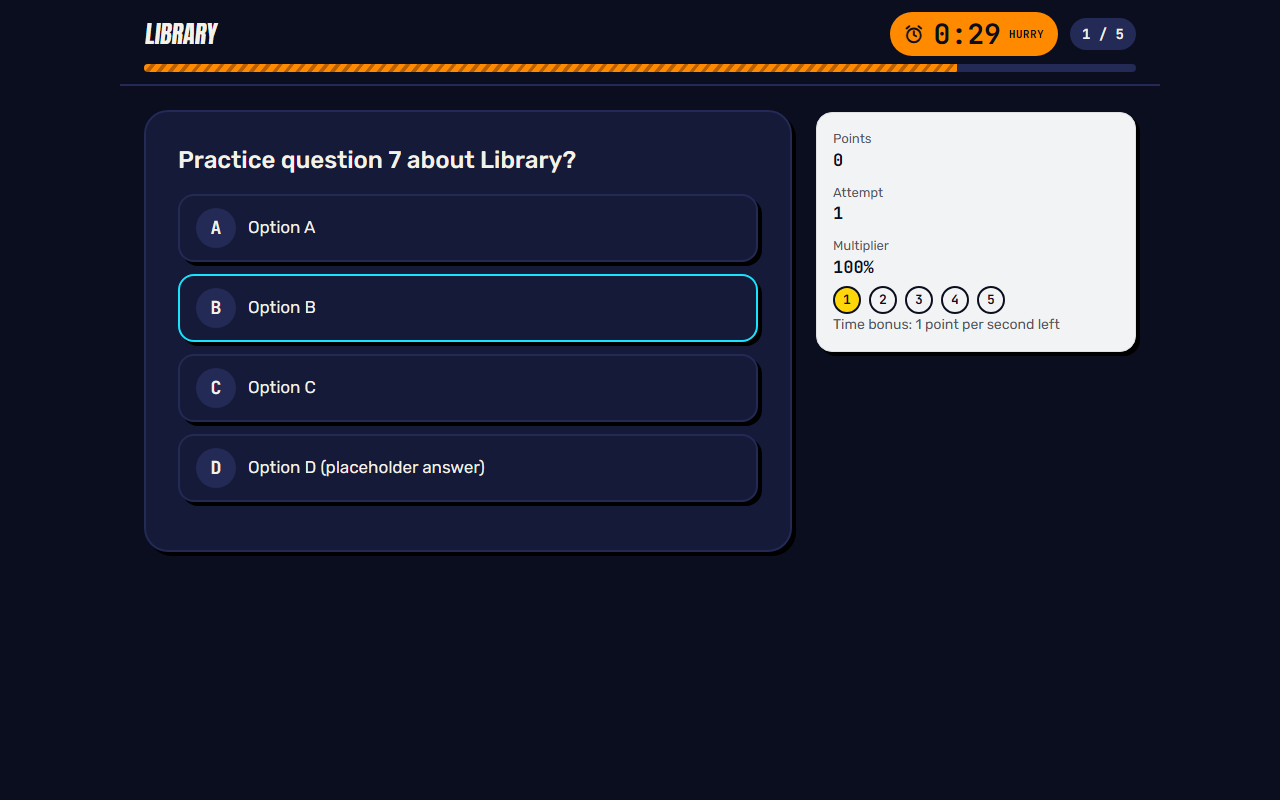 LIBRARY
0:29 HURRY
1 / 5
Practice question 7 about Library?
A Option A
B Option B
C Option C
D Option D (placeholder answer)
Points
0
Attempt
1
Multiplier
100%
1 2 3 4 5
Time bonus: 1 point per second left